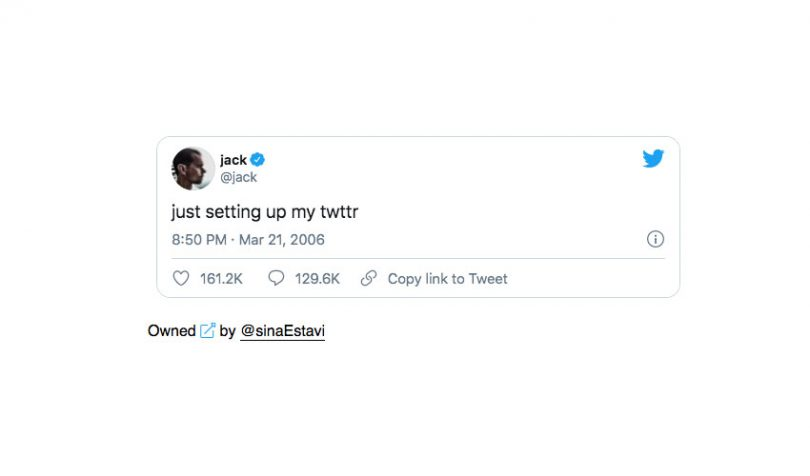 jack
@jack
just setting up my twttr
8:50 PM · Mar 21, 2006
161.2K 129.6K Copy link to Tweet
Owned by @sinaEstavi